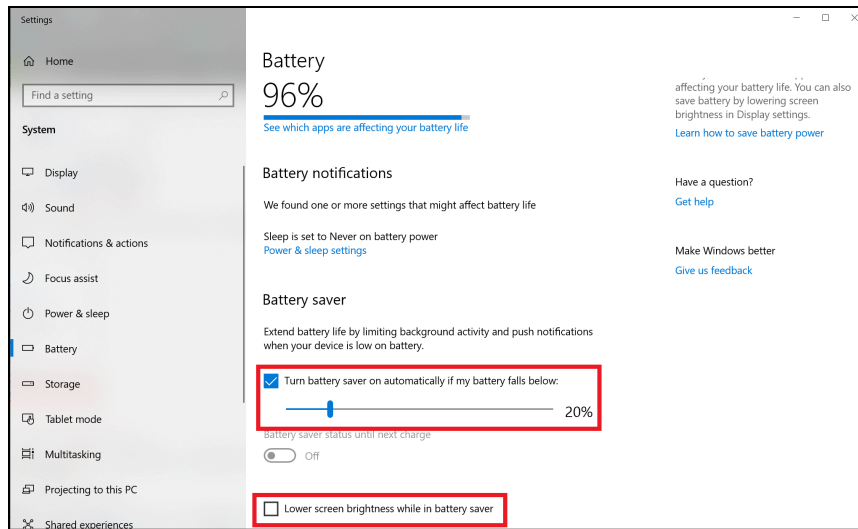 Settings
Home
Find a setting
System
Display
Sound
Notifications & actions
Focus assist
Power & sleep
Battery
Storage
Tablet mode
Multitasking
Projecting to this PC
Shared experiences
Battery
96%
See which apps are affecting your battery life
Battery notifications
We found one or more settings that might affect battery life
Sleep is set to Never on battery power
Power & sleep settings
Battery saver
Extend battery life by limiting background activity and push notifications
when your device is low on battery.
Turn battery saver on automatically if my battery falls below:
20%
Battery saver status until next charge
Off
Lower screen brightness while in battery saver
affecting your battery life. You can also
save battery by lowering screen
brightness in Display settings.
Learn how to save battery power
Have a question?
Get help
Make Windows better
Give us feedback